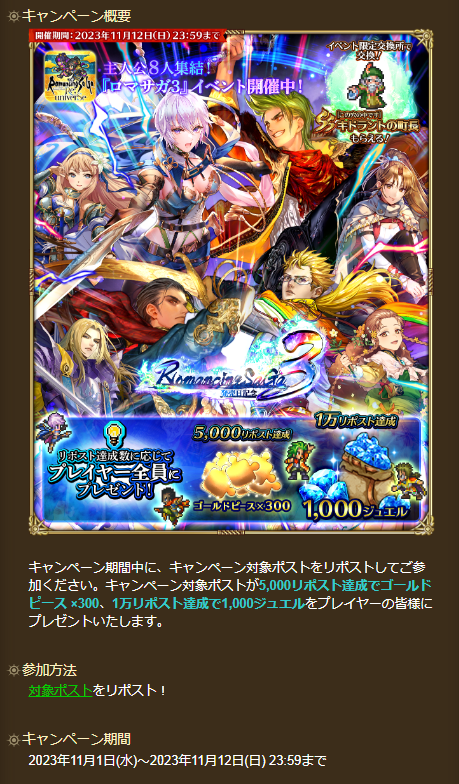 キャンペーン概要
開催期間：2023年11月12日(日) 23:59まで
Romancing SaGa
Re
universe
主人公8人集結！
『ロマサガ3』イベント開催中！
イベント限定交換所で
交換!!
キドラントの町長
もらえる！
Romancing SaGa 3
リポスト達成数に応じて
プレイヤー全員に
プレゼント！
5,000リポスト達成
ゴールドピース×300
1万リポスト達成
1,000ジュエル
キャンペーン期間中に、キャンペーン対象ポストをリポストしてご参
加ください。キャンペーン対象ポストが5,000リポスト達成でゴールド
ピース ×300、1万リポスト達成で1,000ジュエルをプレイヤーの皆様に
プレゼントいたします。
参加方法
対象ポストをリポスト！
キャンペーン期間
2023年11月1日(水)～2023年11月12日(日) 23:59まで